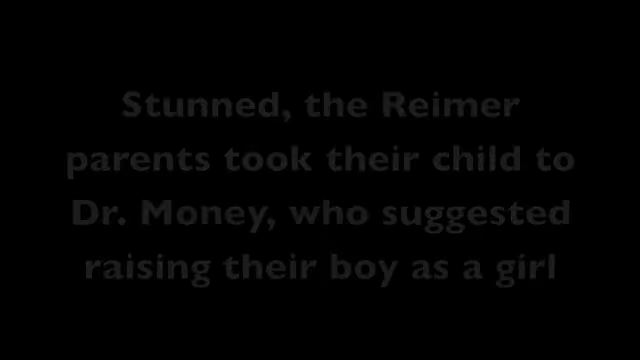 Stunned, the Reimer
parents took their child to
Dr. Money, who suggested
raising their boy as a girl